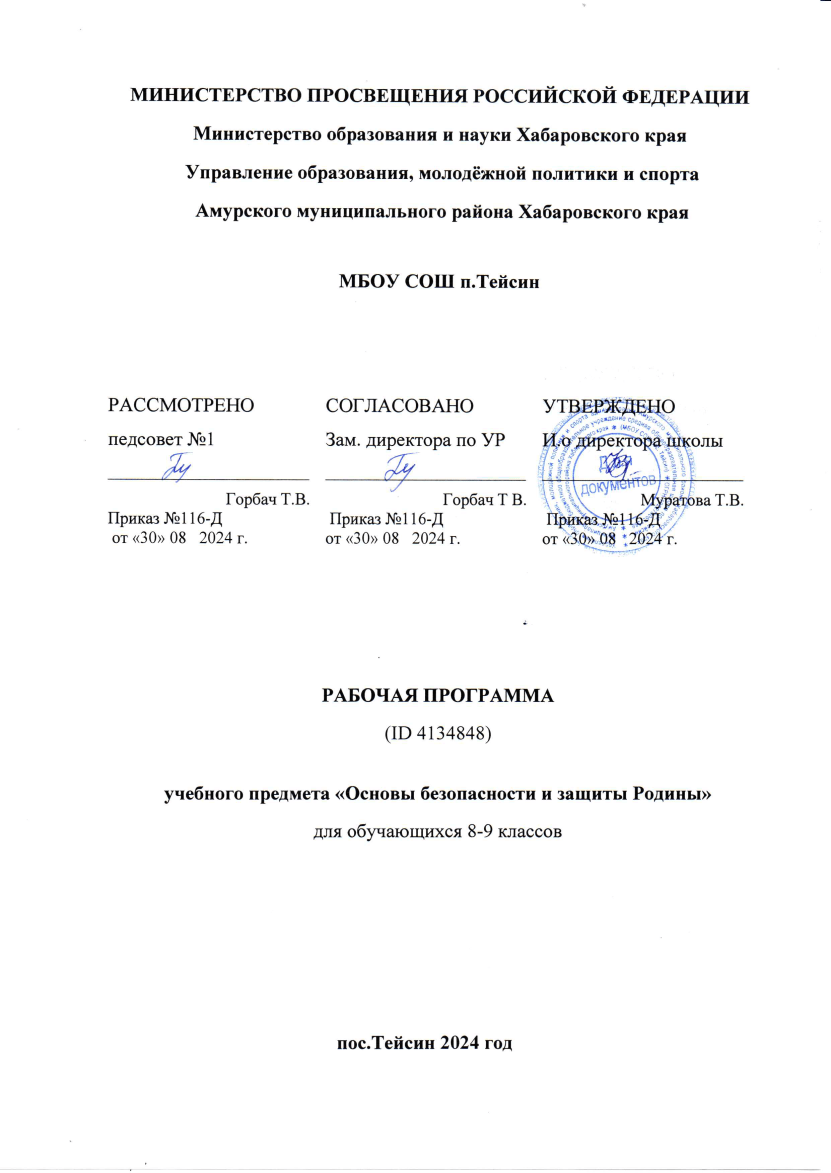 МИНИСТЕРСТВО ПРОСВЕЩЕНИЯ РОССИЙСКОЙ ФЕДЕРАЦИИ
Министерство образования и науки Хабаровского края
Управление образования, молодёжной политики и спорта
Амурского муниципального района Хабаровского края
МБОУ СОШ п.Тейсин
РАССМОТРЕНО
педсовет №1
Горбач Т.В.
Приказ №116-Д
от «30» 08 2024 г.
СОГЛАСОВАНО
Зам. директора по УР
Горбач Т В.
Приказ №116-Д
от «30» 08 2024 г.
УТВЕРЖДЕНО
И.о директора школы
Для
документов
Муратова Т.В.
Приказ №116-Д
от «30» 08 2024 г.
РАБОЧАЯ ПРОГРАММА
(ID 4134848)
учебного предмета «Основы безопасности и защиты Родины»
для обучающихся 8-9 классов
пос.Тейсин 2024 год